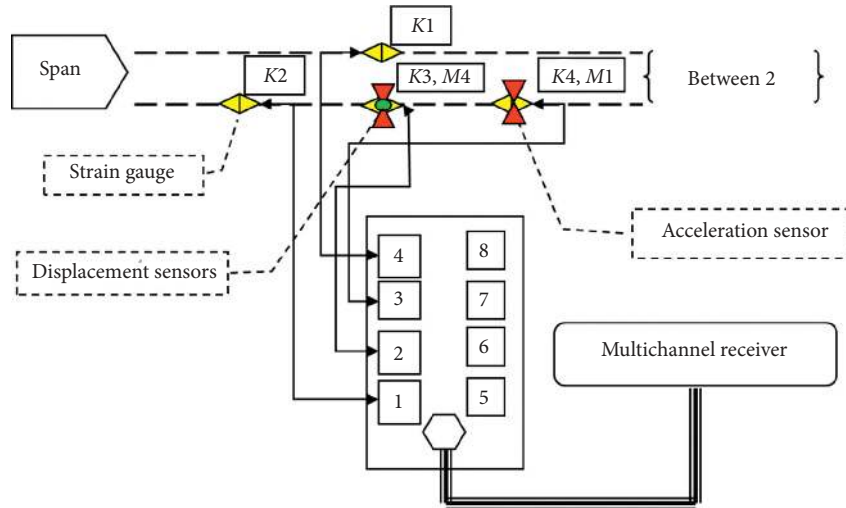 K1
Span
K2
K3, M4
K4, M1
{ Between 2 }
Strain gauge
Acceleration sensor
Displacement sensors
4
8
3
7
2
6
1
5
Multichannel receiver